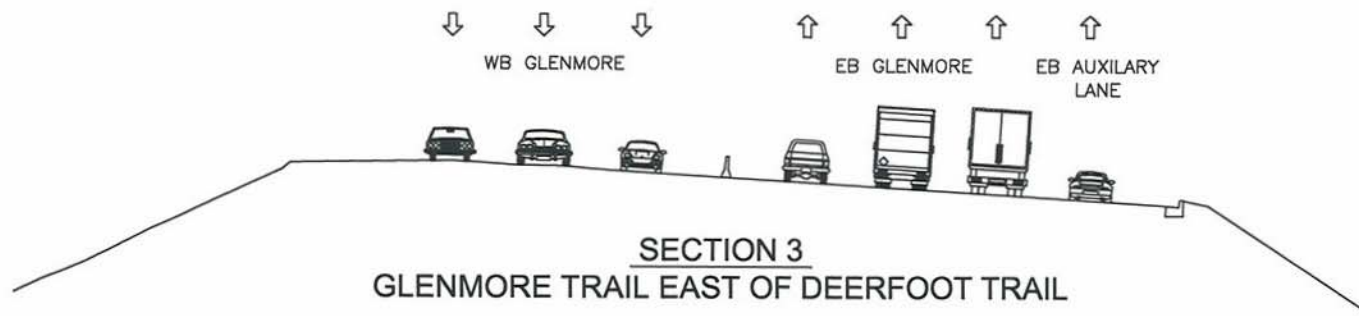 WB GLENMORE
EB GLENMORE
EB AUXILARY
LANE
SECTION 3
GLENMORE TRAIL EAST OF DEERFOOT TRAIL